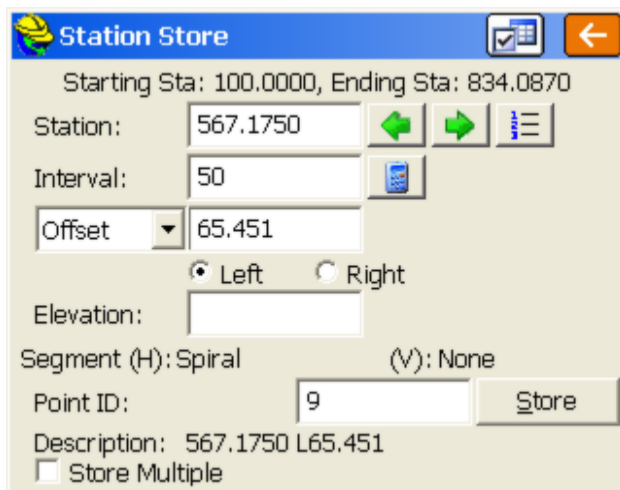 Station Store
Starting Sta: 100.0000, Ending Sta: 834.0870
Station: 567.1750
Interval: 50
Offset 65.451
Left Right
Elevation:
Segment (H): Spiral (V): None
Point ID: 9 Store
Description: 567.1750 L65.451
Store Multiple